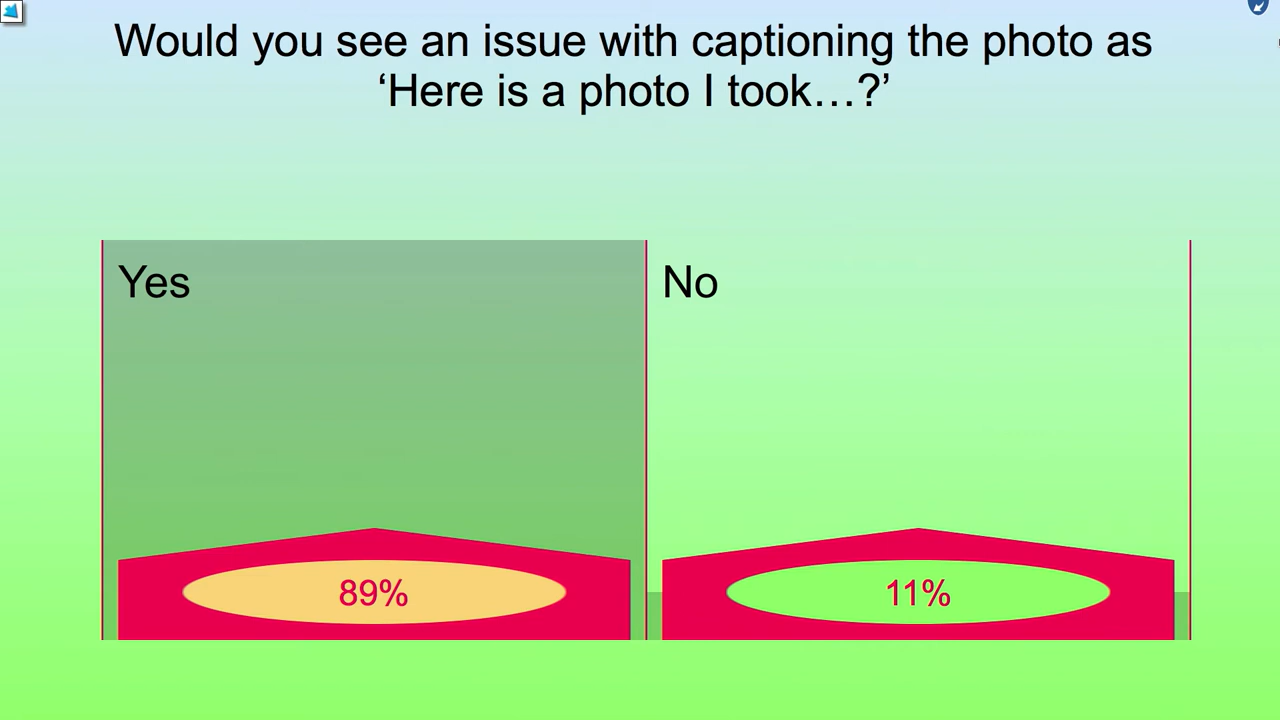 Would you see an issue with captioning the photo as
‘Here is a photo I took…?’
Yes
No
89%
11%